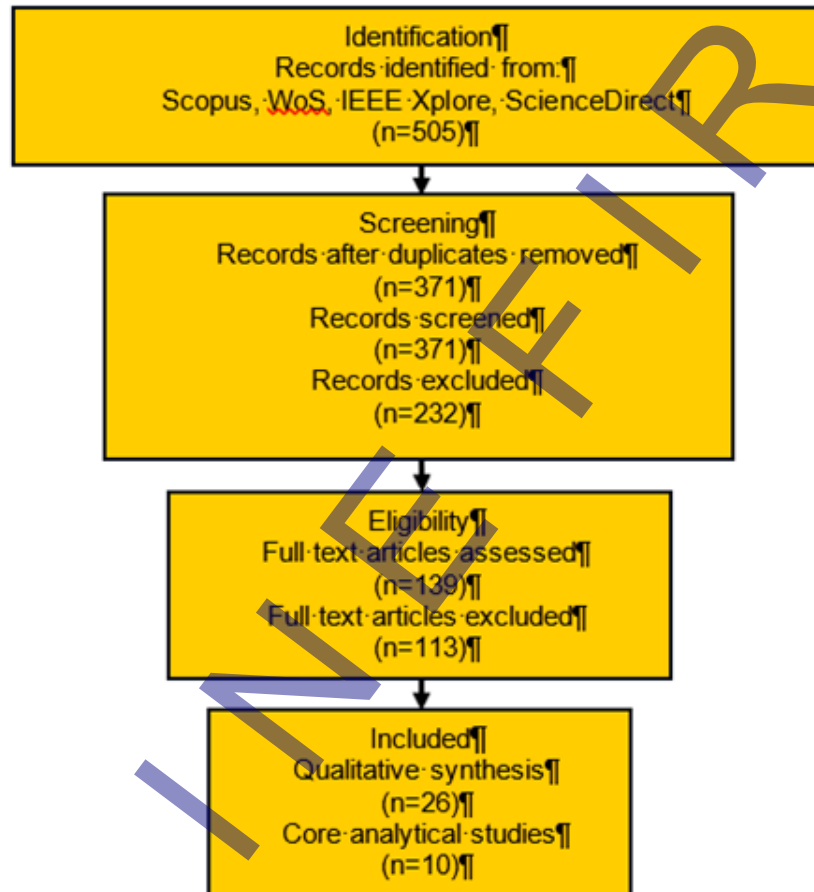 Identification¶
Records·identified·from:¶
Scopus,·WoS,·IEEE·Xplore,·ScienceDirect¶
(n=505)¶
Screening¶
Records·after·duplicates·removed¶
(n=371)¶
Records·screened¶
(n=371)¶
Records·excluded¶
(n=232)¶
Eligibility¶
Full·text·articles·assessed¶
(n=139)¶
Full·text·articles·excluded¶
(n=113)¶
Included¶
Qualitative·synthesis¶
(n=26)¶
Core·analytical·studies¶
(n=10)¶
INE FIR